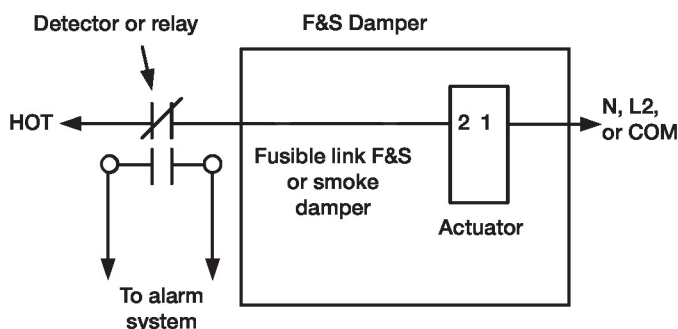 Detector or relay
F&S Damper
HOT
2 1
N, L2,
or COM
Fusible link F&S
or smoke
damper
Actuator
To alarm
system